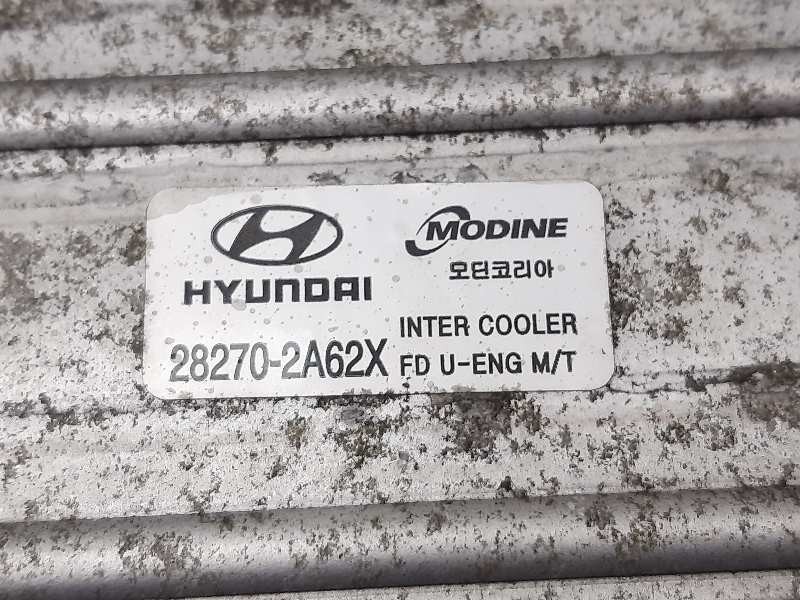 HYUNDAI
MODINE
모딘코리아
28270-2A62X
INTER COOLER
FD U-ENG M/T